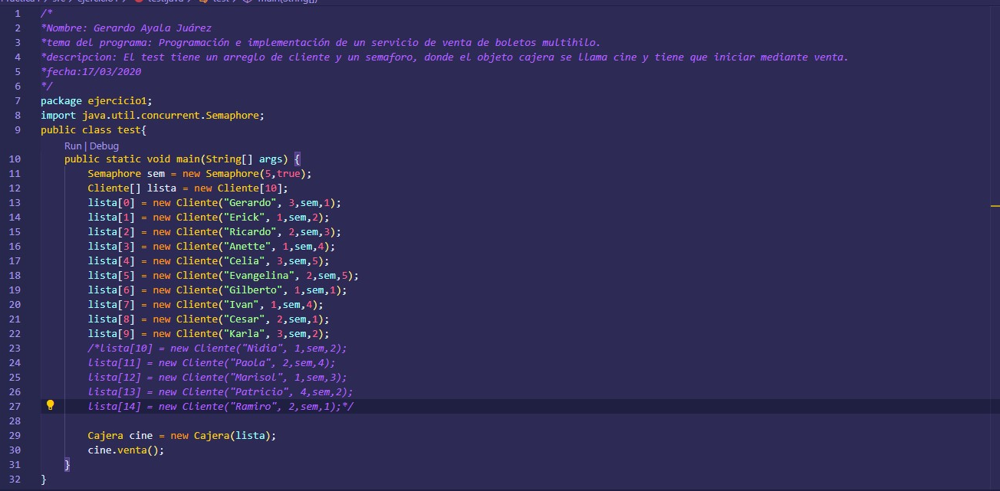 1 /*
2 *Nombre: Gerardo Ayala Juárez
3 *tema del programa: Programación e implementación de un servicio de venta de boletos multihilo.
4 *descripcion: El test tiene un arreglo de cliente y un semaforo, donde el objeto cajera se llama cine y tiene que iniciar mediante venta.
5 *fecha:17/03/2020
6 */
7 package ejercicio1;
8 import java.util.concurrent.Semaphore;
9 public class test{
Run | Debug
10 public static void main(String[] args) {
11 Semaphore sem = new Semaphore(5,true);
12 Cliente[] lista = new Cliente[10];
13 lista[0] = new Cliente("Gerardo", 3,sem,1);
14 lista[1] = new Cliente("Erick", 1,sem,2);
15 lista[2] = new Cliente("Ricardo", 2,sem,3);
16 lista[3] = new Cliente("Anette", 1,sem,4);
17 lista[4] = new Cliente("Celia", 3,sem,5);
18 lista[5] = new Cliente("Evangelina", 2,sem,5);
19 lista[6] = new Cliente("Gilberto", 1,sem,1);
20 lista[7] = new Cliente("Ivan", 1,sem,4);
21 lista[8] = new Cliente("Cesar", 2,sem,1);
22 lista[9] = new Cliente("Karla", 3,sem,2);
23 /*lista[10] = new Cliente("Nidia", 1,sem,2);
24 lista[11] = new Cliente("Paola", 2,sem,4);
25 lista[12] = new Cliente("Marisol", 1,sem,3);
26 lista[13] = new Cliente("Patricio", 4,sem,2);
27 lista[14] = new Cliente("Ramiro", 2,sem,1);*/
28
29 Cajera cine = new Cajera(lista);
30 cine.venta();
31 }
32 }